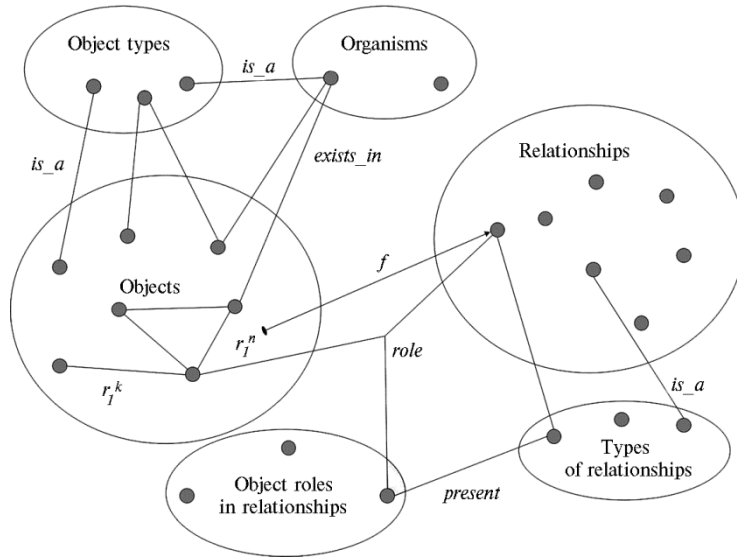 Object types
Organisms
is_a
is_a
exists_in
Relationships
f
Objects
r₁ⁿ
r₁ᵏ
role
is_a
Types
of relationships
Object roles
in relationships
present